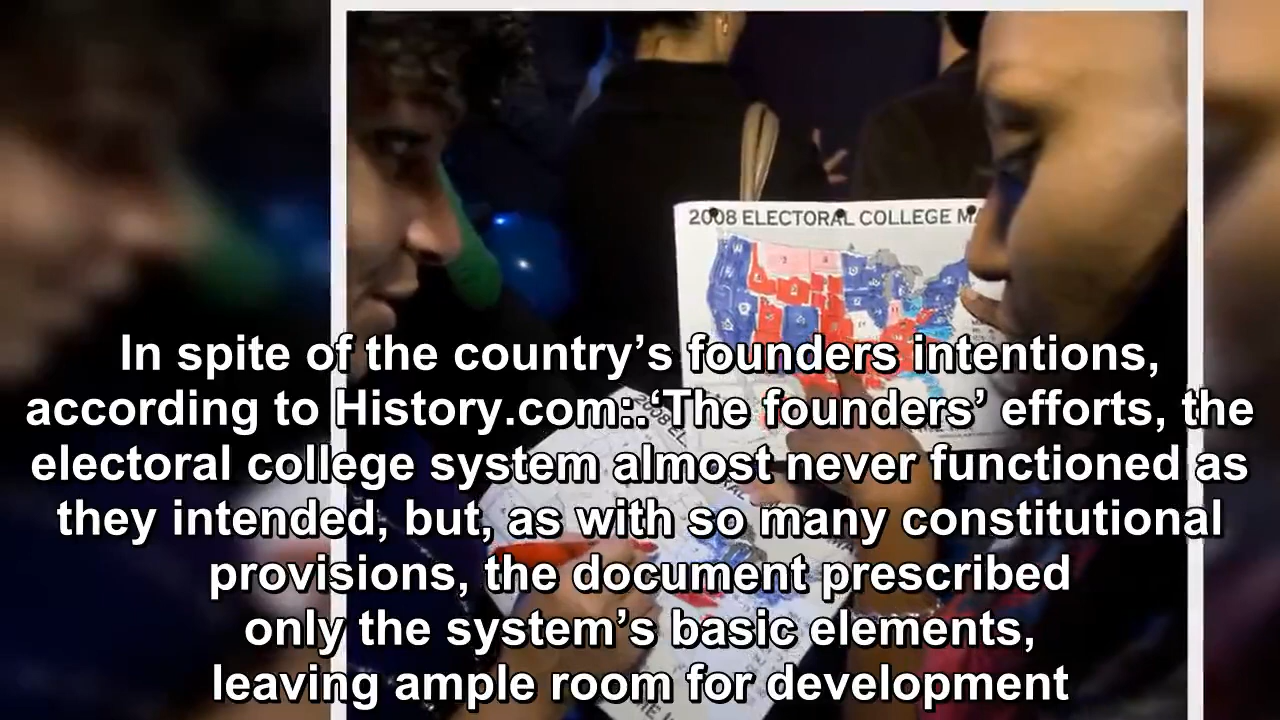 2008 ELECTORAL COLLEGE
In spite of the country’s founders intentions,
according to History.com:: ‘The founders’ efforts, the
electoral college system almost never functioned as
they intended, but, as with so many constitutional
provisions, the document prescribed
only the system’s basic elements,
leaving ample room for development